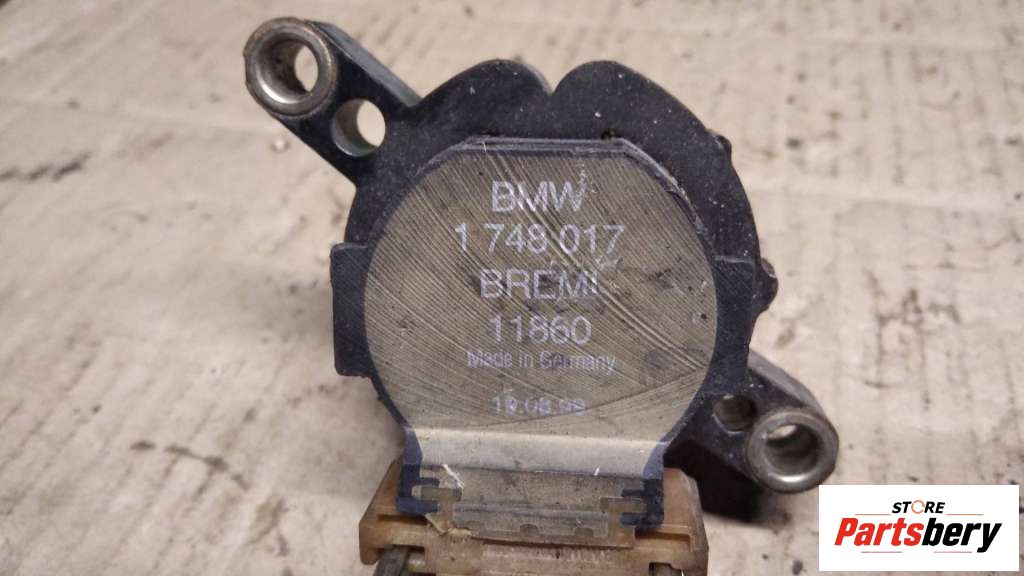 BMW
1 748 017
BREMI
11860
Made in Germany
STORE
Partsbery